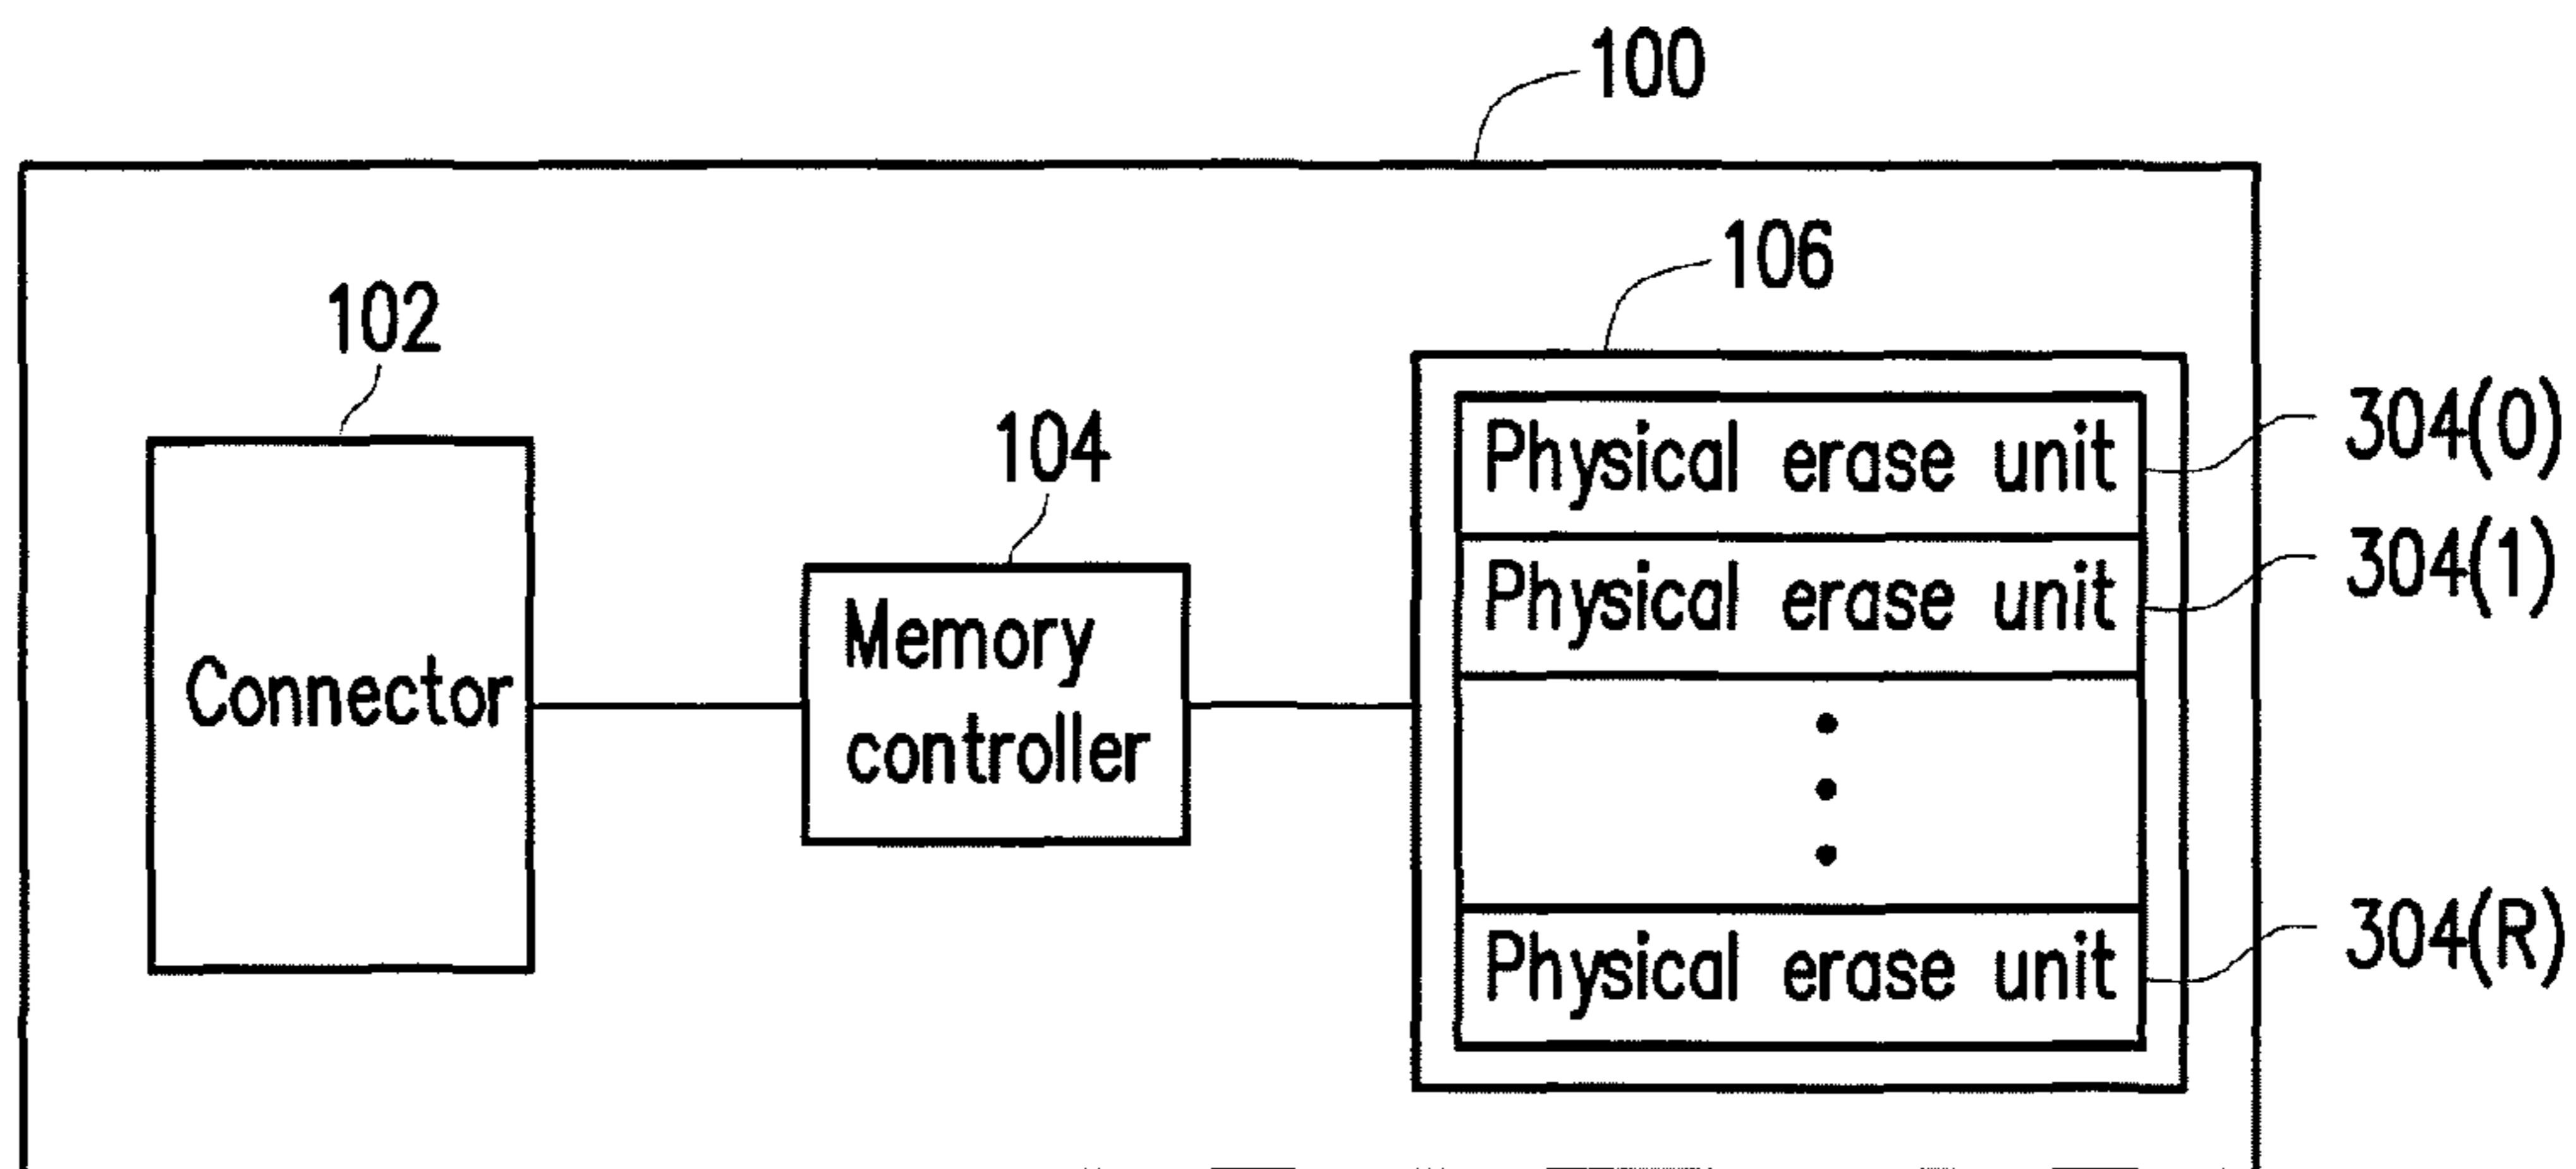 100
106
102
104
Physical erase unit
304(0)
Physical erase unit
304(1)
Memory
controller
Connector
Physical erase unit
304(R)